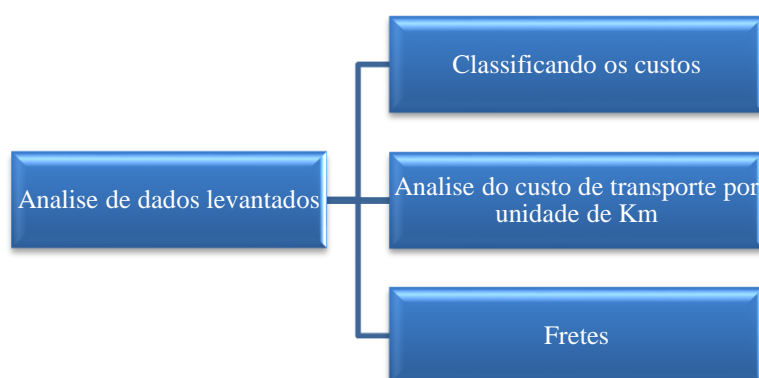 Classificando os custos
Analise de dados levantados
Analise do custo de transporte por
unidade de Km
Fretes